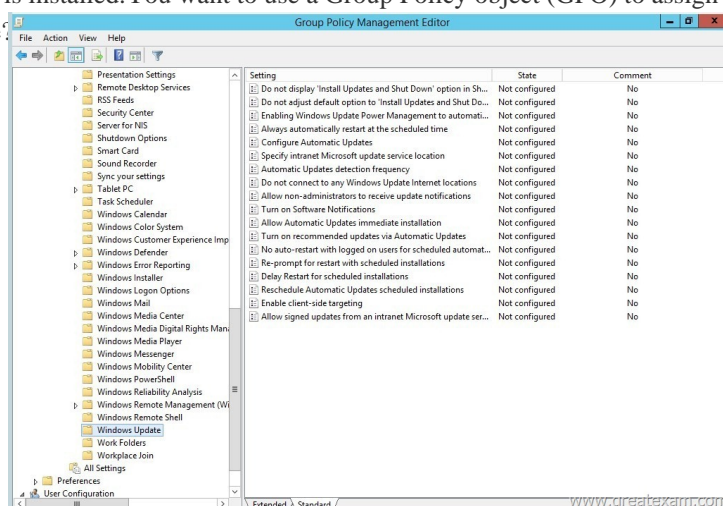 is installed. You want to use a Group Policy object (GPO) to assign
Group Policy Management Editor
File Action View Help
Presentation Settings
Remote Desktop Services
RSS Feeds
Security Center
Server for NIS
Shutdown Options
Smart Card
Sound Recorder
Sync your settings
Tablet PC
Task Scheduler
Windows Calendar
Windows Color System
Windows Customer Experience Imp
Windows Defender
Windows Error Reporting
Windows Installer
Windows Logon Options
Windows Mail
Windows Media Center
Windows Media Digital Rights Mana
Windows Media Player
Windows Messenger
Windows Mobility Center
Windows PowerShell
Windows Reliability Analysis
Windows Remote Management (Wi
Windows Remote Shell
Windows Update
Work Folders
Workplace Join
All Settings
Preferences
User Configuration
Setting State Comment
Do not display 'Install Updates and Shut Down' option in Sh... Not configured No
Do not adjust default option to 'Install Updates and Shut Do... Not configured No
Enabling Windows Update Power Management to automati... Not configured No
Always automatically restart at the scheduled time Not configured No
Configure Automatic Updates Not configured No
Specify intranet Microsoft update service location Not configured No
Automatic Updates detection frequency Not configured No
Do not connect to any Windows Update Internet locations Not configured No
Allow non-administrators to receive update notifications Not configured No
Turn on Software Notifications Not configured No
Allow Automatic Updates immediate installation Not configured No
Turn on recommended updates via Automatic Updates Not configured No
No auto-restart with logged on users for scheduled automat... Not configured No
Re-prompt for restart with scheduled installations Not configured No
Delay Restart for scheduled installations Not configured No
Reschedule Automatic Updates scheduled installations Not configured No
Enable client-side targeting Not configured No
Allow signed updates from an intranet Microsoft update ser... Not configured No
Extended Standard
www.greatexam.com